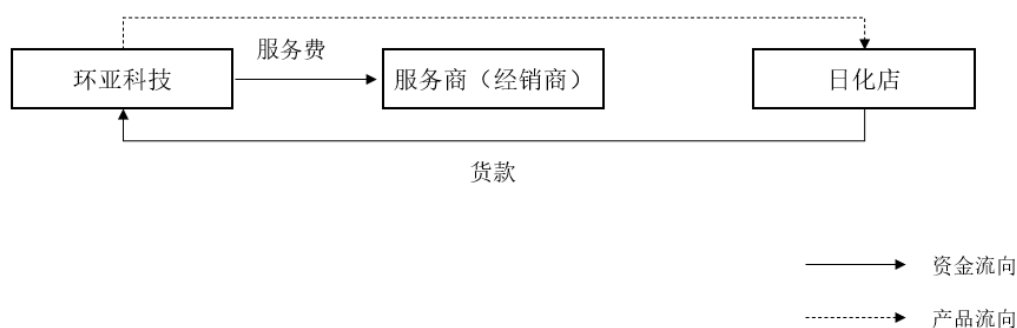 服务费
环亚科技
服务商（经销商）
日化店
货款
资金流向
产品流向